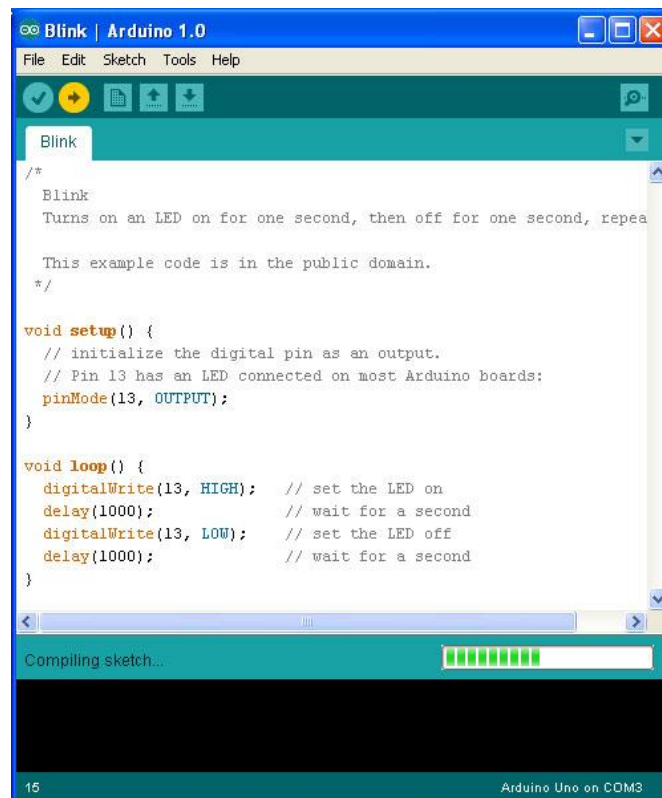 Blink | Arduino 1.0
File Edit Sketch Tools Help
Blink
/*
  Blink
  Turns on an LED on for one second, then off for one second, repea

  This example code is in the public domain.
 */

void setup() {
  // initialize the digital pin as an output.
  // Pin 13 has an LED connected on most Arduino boards:
  pinMode(13, OUTPUT);
}

void loop() {
  digitalWrite(13, HIGH);   // set the LED on
  delay(1000);              // wait for a second
  digitalWrite(13, LOW);    // set the LED off
  delay(1000);              // wait for a second
}
Compiling sketch...
15 Arduino Uno on COM3